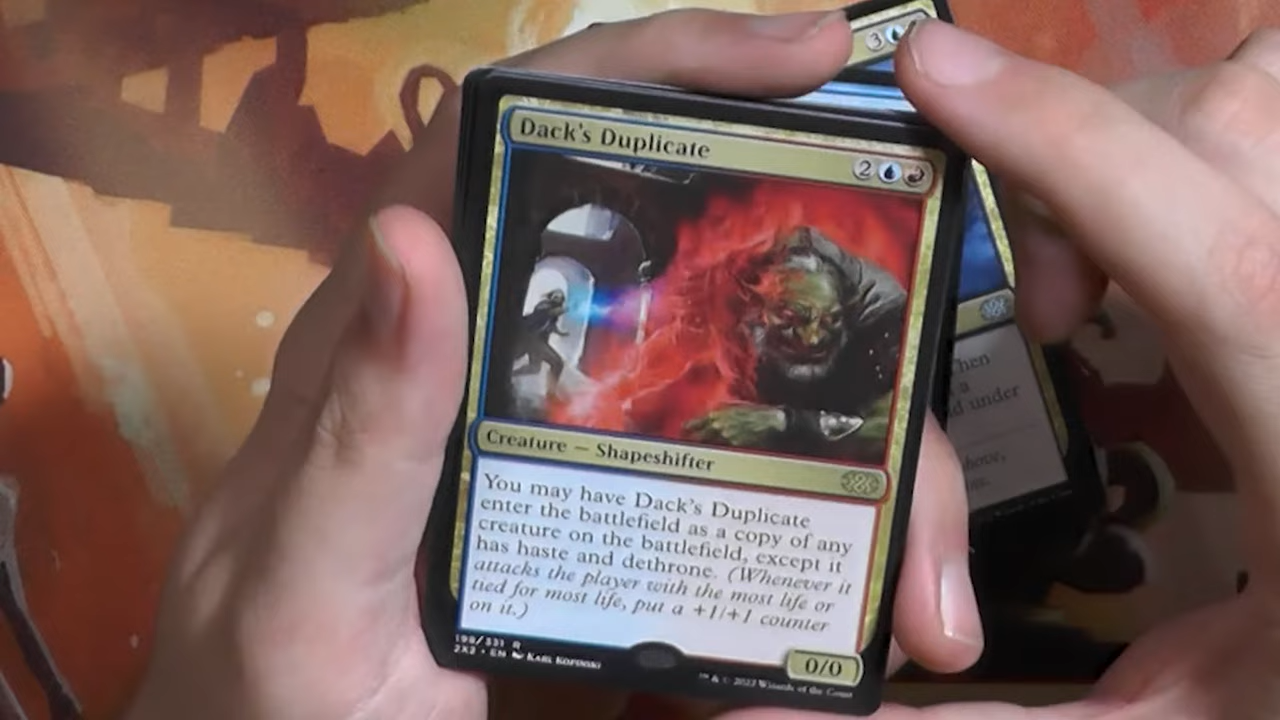 3
Dack's Duplicate
2
Creature — Shapeshifter
You may have Dack's Duplicate
enter the battlefield as a copy of any
creature on the battlefield, except it
has haste and dethrone. (Whenever it
attacks the player with the most life or
tied for most life, put a +1/+1 counter
on it.)
198/331 R
2X2 • EN Karl Kopinski
™ & © 2022 Wizards of the Coast
0/0
a
under